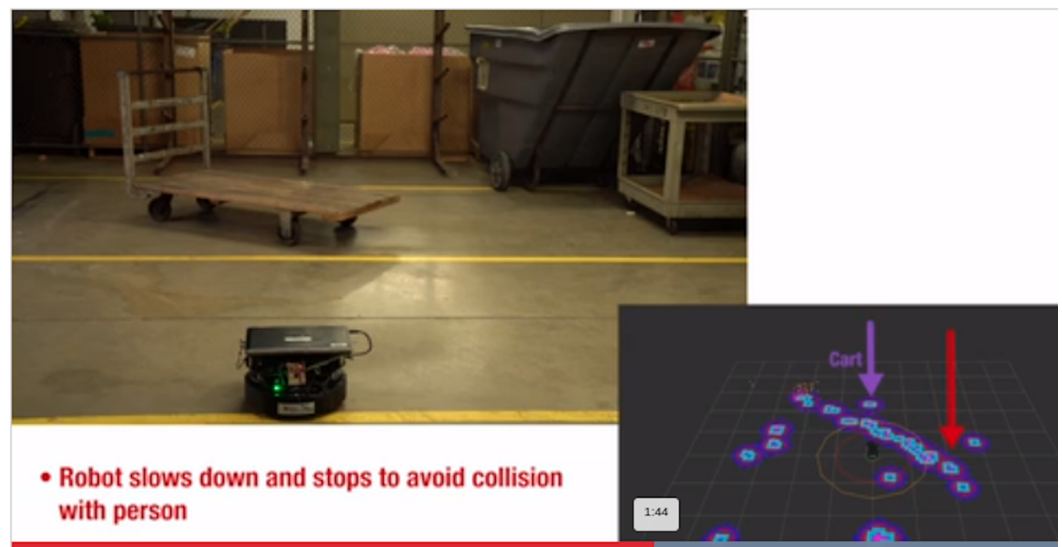 Cart
• Robot slows down and stops to avoid collision
with person
1:44